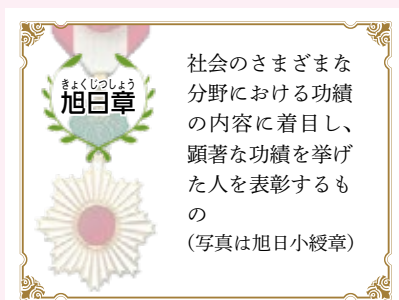 きょくじつしょう
旭日章
社会のさまざまな
分野における功績
の内容に着目し、
顕著な功績を挙げ
た人を表彰するも
の
(写真は旭日小綬章)